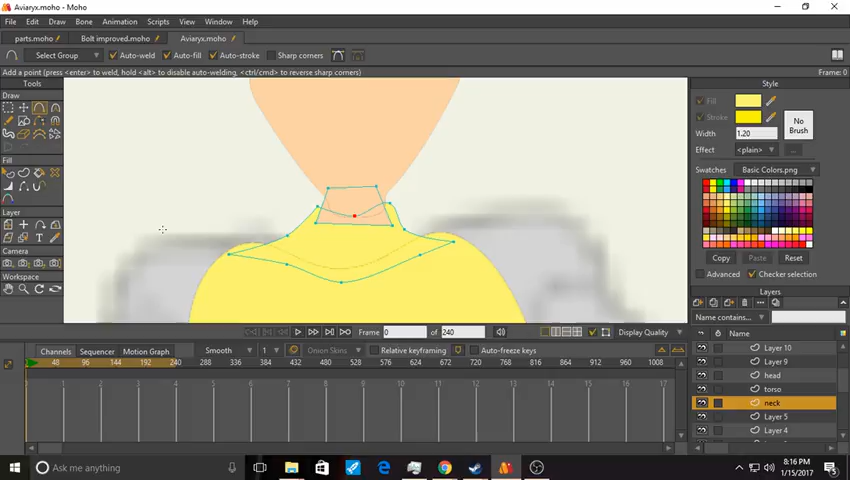 Aviaryx.moho - Moho
File Edit Draw Bone Animation Scripts View Window Help
parts.moho Bolt improved.moho Aviaryx.moho
Select Group Auto-weld Auto-fill Auto-stroke Sharp corners
Add a point (press <enter> to weld, hold <alt> to disable auto-welding, <ctrl/cmd> to reverse sharp corners) Frame: 0
Tools
Draw
Fill
Layer
T
Camera
Workspace
Style
Fill
Stroke
No Brush
Width 1.20
Effect <plain> ...
Swatches Basic Colors.png
Copy Paste Reset
Advanced Checker selection
Layers
Name contains...
Name
Layer 10
Layer 9
head
torso
neck
Layer 5
Layer 4
Frame 0 of 240 Display Quality
Channels Sequencer Motion Graph Smooth 1 Onion Skins Relative keyframing Auto-freeze keys
48 96 144 192 240 288 336 384 432 480 528 576 624 672 720 768 816 864 912 960 1008
1 2 3 4 5 6 7 8 9 10 11 12 13 14 15 16 17
Ask me anything
8:16 PM
1/15/2017